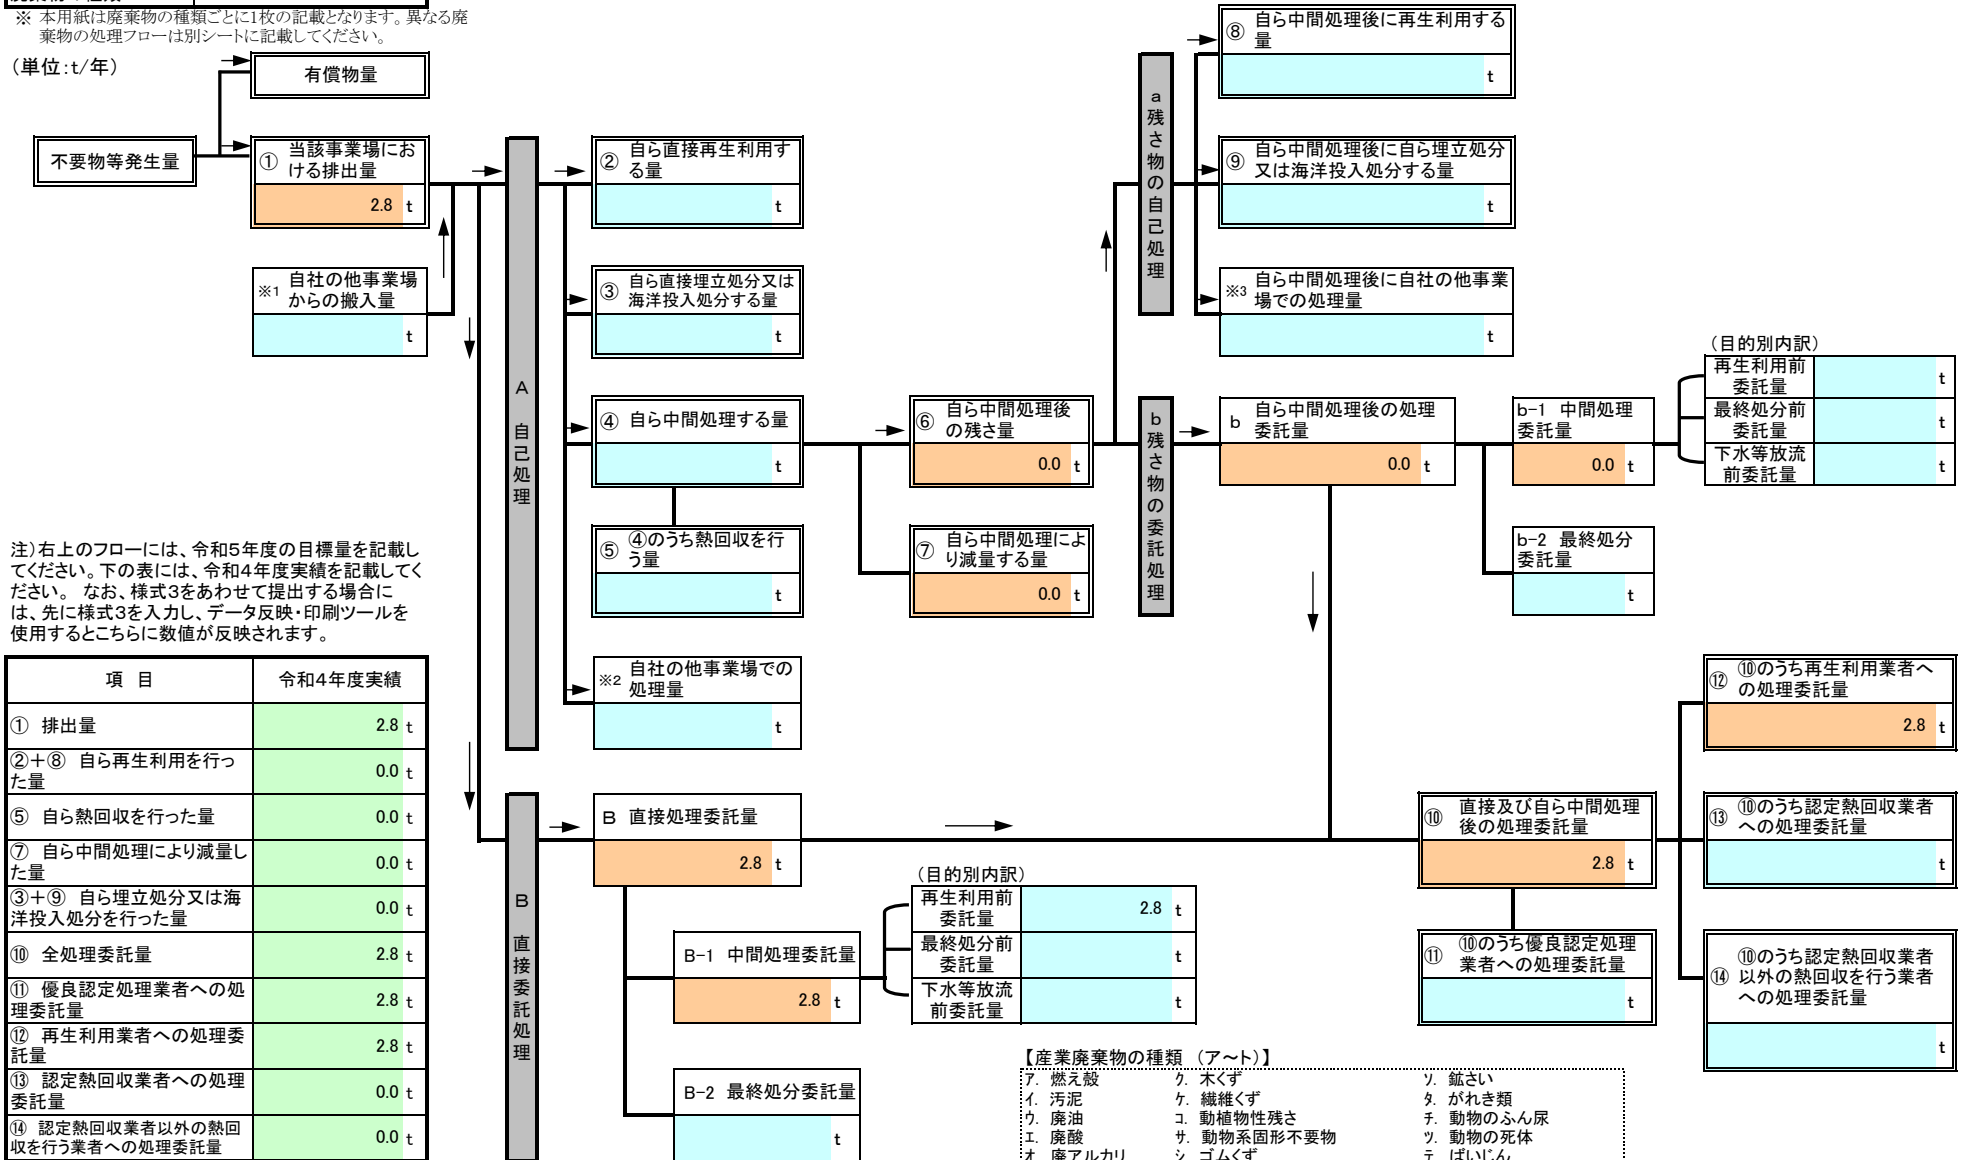 ※ 本用紙は廃棄物の種類ごとに1枚の記載となります。異なる廃
棄物の処理フローは別シートに記載してください。
（単位：t/年）
有償物量
不要物等発生量
① 当該事業場にお
ける排出量
2.8 t
※1 自社の他事業場
からの搬入量
t
A 自己処理
② 自ら直接再生利用す
る量
t
③ 自ら直接埋立処分又は
海洋投入処分する量
t
④ 自ら中間処理する量
t
⑤ ④のうち熱回収を行
う量
t
※2 自社の他事業場での
処理量
t
⑥ 自ら中間処理後
の残さ量
0.0 t
⑦ 自ら中間処理によ
り減量する量
0.0 t
a 残さ物の自己処理
⑧ 自ら中間処理後に再生利用する
量
t
⑨ 自ら中間処理後に自ら埋立処分
又は海洋投入処分する量
t
※3 自ら中間処理後に自社の他事業
場での処理量
t
b 残さ物の委託処理
b 自ら中間処理後の処理
委託量
0.0 t
b-1 中間処理
委託量
0.0 t
（目的別内訳）
再生利用前
委託量
t
最終処分前
委託量
t
下水等放流
前委託量
t
b-2 最終処分
委託量
t
注）右上のフローには、令和5年度の目標量を記載し
てください。下の表には、令和4年度実績を記載してく
ださい。 なお、様式3をあわせて提出する場合に
は、先に様式3を入力し、データ反映・印刷ツールを
使用するとこちらに数値が反映されます。
項 目 令和4年度実績
① 排出量 2.8 t
②＋⑧ 自ら再生利用を行っ
た量 0.0 t
⑤ 自ら熱回収を行った量 0.0 t
⑦ 自ら中間処理により減量し
た量 0.0 t
③＋⑨ 自ら埋立処分又は海
洋投入処分を行った量 0.0 t
⑩ 全処理委託量 2.8 t
⑪ 優良認定処理業者への処
理委託量 2.8 t
⑫ 再生利用業者への処理委
託量 2.8 t
⑬ 認定熱回収業者への処理
委託量 0.0 t
⑭ 認定熱回収業者以外の熱回
収を行う業者への処理委託量 0.0 t
B 直接委託処理
B 直接処理委託量
2.8 t
B-1 中間処理委託量
2.8 t
（目的別内訳）
再生利用前
委託量
2.8 t
最終処分前
委託量
t
下水等放流
前委託量
t
B-2 最終処分委託量
t
⑩ 直接及び自ら中間処理
後の処理委託量
2.8 t
⑪ ⑩のうち優良認定処理
業者への処理委託量
t
⑫ ⑩のうち再生利用業者へ
の処理委託量
2.8 t
⑬ ⑩のうち認定熱回収業者
への処理委託量
t
⑭ ⑩のうち認定熱回収業者
以外の熱回収を行う業者
への処理委託量
t
【産業廃棄物の種類 （ア～ト）】
ア. 燃え殻 ク. 木くず ソ. 鉱さい
イ. 汚泥 ケ. 繊維くず タ. がれき類
ウ. 廃油 コ. 動植物性残さ チ. 動物のふん尿
エ. 廃酸 サ. 動物系固形不要物 ツ. 動物の死体
オ. 廃アルカリ シ. ゴムくず テ. ばいじん